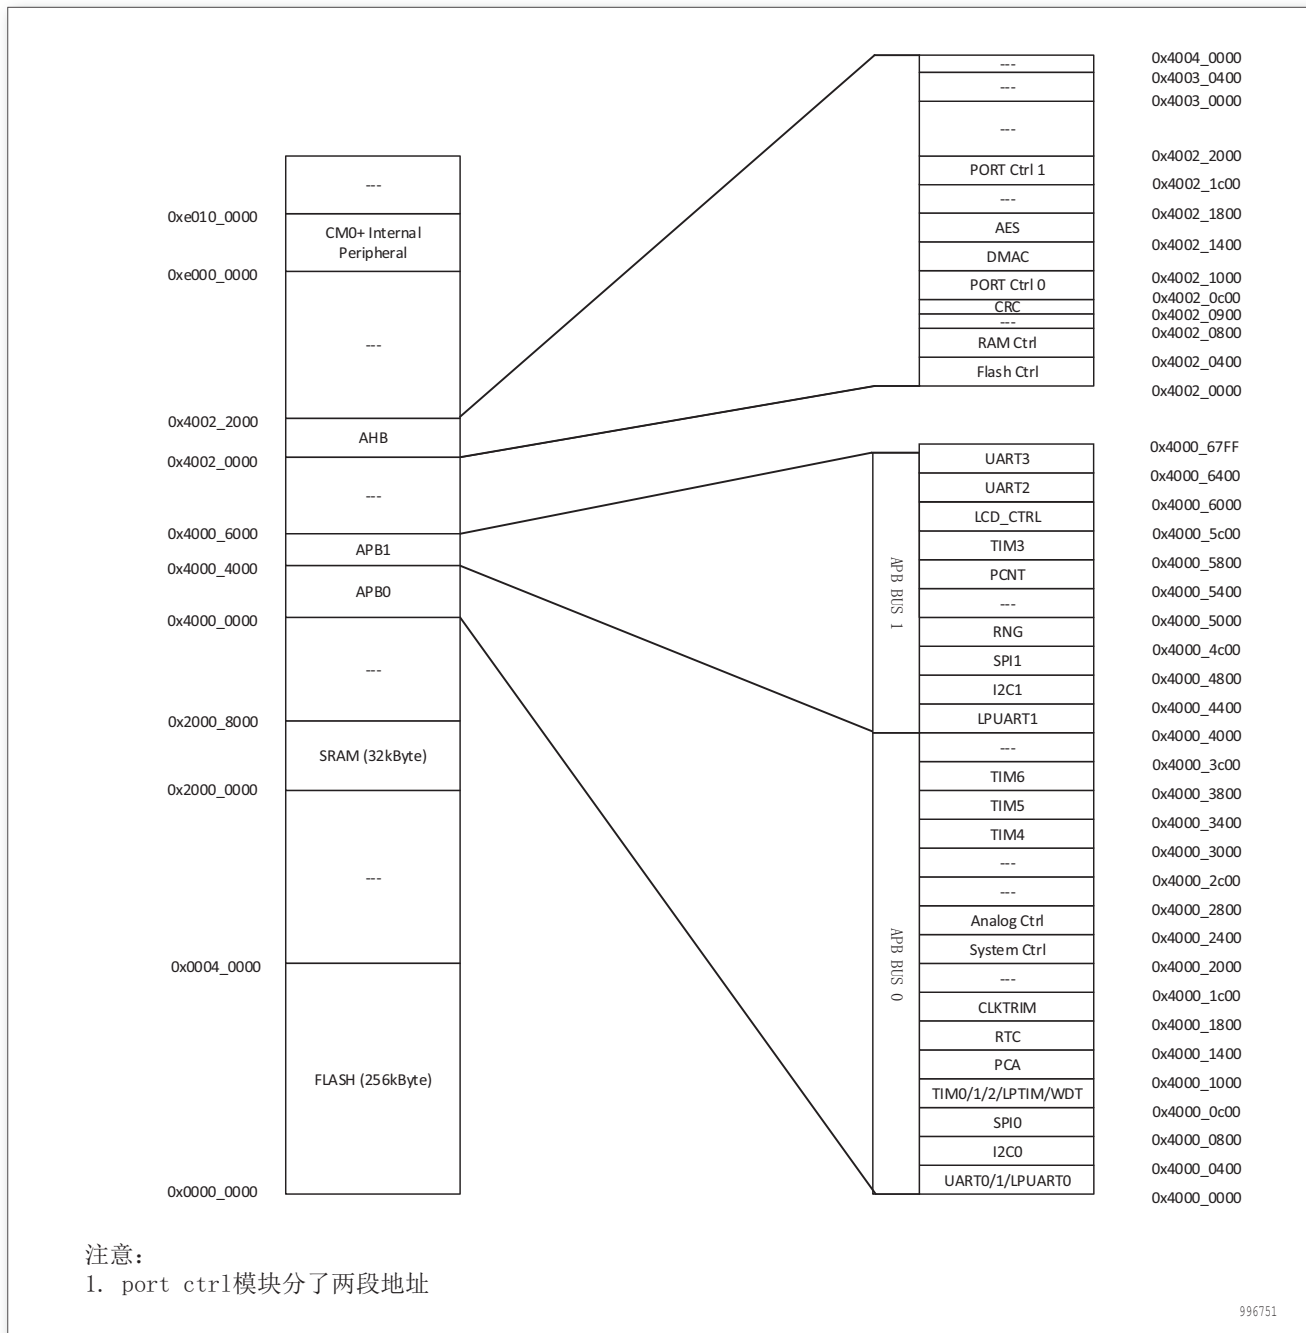 ---
0xe010_0000
CM0+ Internal
Peripheral
0xe000_0000
---
0x4002_2000
AHB
0x4002_0000
---
0x4000_6000
APB1
0x4000_4000
APB0
0x4000_0000
---
0x2000_8000
SRAM (32kByte)
0x2000_0000
---
0x0004_0000
FLASH (256kByte)
0x0000_0000
0x4004_0000
---
0x4003_0400
---
0x4003_0000
---
0x4002_2000
PORT Ctrl 1
0x4002_1c00
---
0x4002_1800
AES
0x4002_1400
DMAC
0x4002_1000
PORT Ctrl 0
0x4002_0c00
CRC
0x4002_0900
---
0x4002_0800
RAM Ctrl
0x4002_0400
Flash Ctrl
0x4002_0000
APB BUS 1
0x4000_67FF
UART3
0x4000_6400
UART2
0x4000_6000
LCD_CTRL
0x4000_5c00
TIM3
0x4000_5800
PCNT
0x4000_5400
---
0x4000_5000
RNG
0x4000_4c00
SPI1
0x4000_4800
I2C1
0x4000_4400
LPUART1
0x4000_4000
APB BUS 0
---
0x4000_3c00
TIM6
0x4000_3800
TIM5
0x4000_3400
TIM4
0x4000_3000
---
0x4000_2c00
---
0x4000_2800
Analog Ctrl
0x4000_2400
System Ctrl
0x4000_2000
---
0x4000_1c00
CLKTRIM
0x4000_1800
RTC
0x4000_1400
PCA
0x4000_1000
TIM0/1/2/LPTIM/WDT
0x4000_0c00
SPI0
0x4000_0800
I2C0
0x4000_0400
UART0/1/LPUART0
0x4000_0000
注意：
1. port ctrl模块分了两段地址
996751